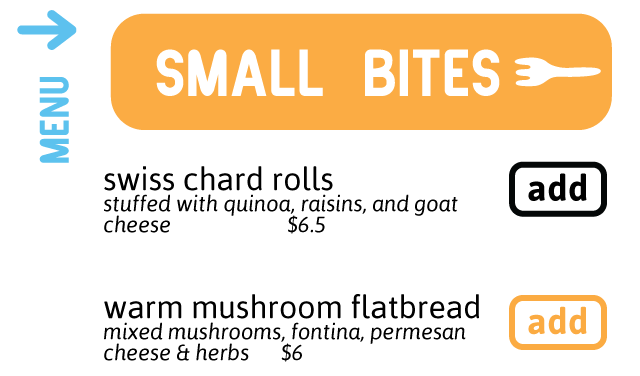 MENU
SMALL BITES
swiss chard rolls
stuffed with quinoa, raisins, and goat
cheese $6.5
add
warm mushroom flatbread
mixed mushrooms, fontina, permesan
cheese & herbs $6
add